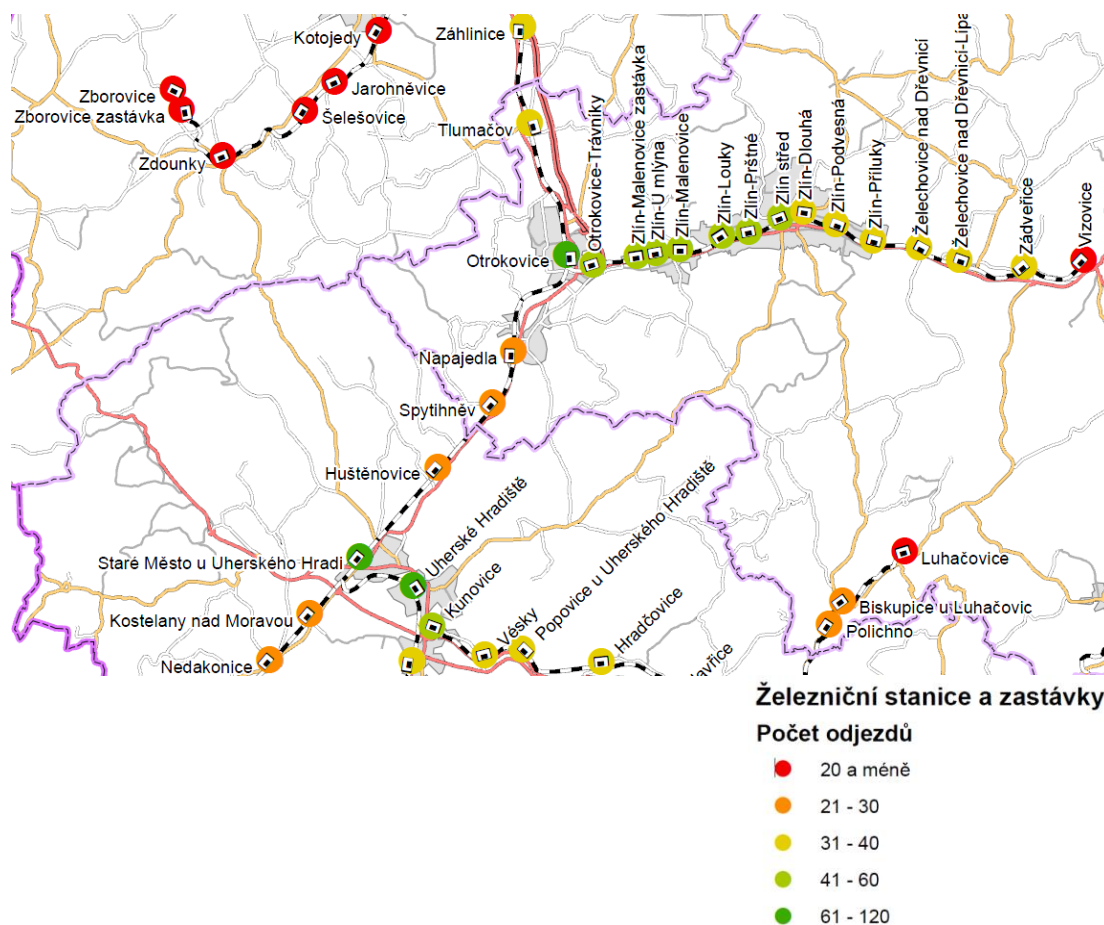 Kotojedy
Záhlinice
Zborovice
Jarohněvice
Zborovice zastávka
Šelešovice
Zdounky
Tlumačov
Otrokovice
Otrokovice-Trávníky
Zlín-Malenovice zastávka
Zlín-U mlýna
Zlín-Malenovice
Zlín-Louky
Zlín-Prštné
Zlín střed
Zlín-Dlouhá
Zlín-Podvesná
Zlín-Příluky
Želechovice nad Dřevnicí
Želechovice nad Dřevnicí-Lípa
Zádveřice
Vizovice
Napajedla
Spytihněv
Huštěnovice
Staré Město u Uherského Hradi
Uherské Hradiště
Kunovice
Kostelany nad Moravou
Nedakonice
Věsky
Popovice u Uherského Hradiště
Hradčovice
Luhačovice
Biskupice u Luhačovic
Polichno
Železniční stanice a zastávky
Počet odjezdů
20 a méně
21 - 30
31 - 40
41 - 60
61 - 120